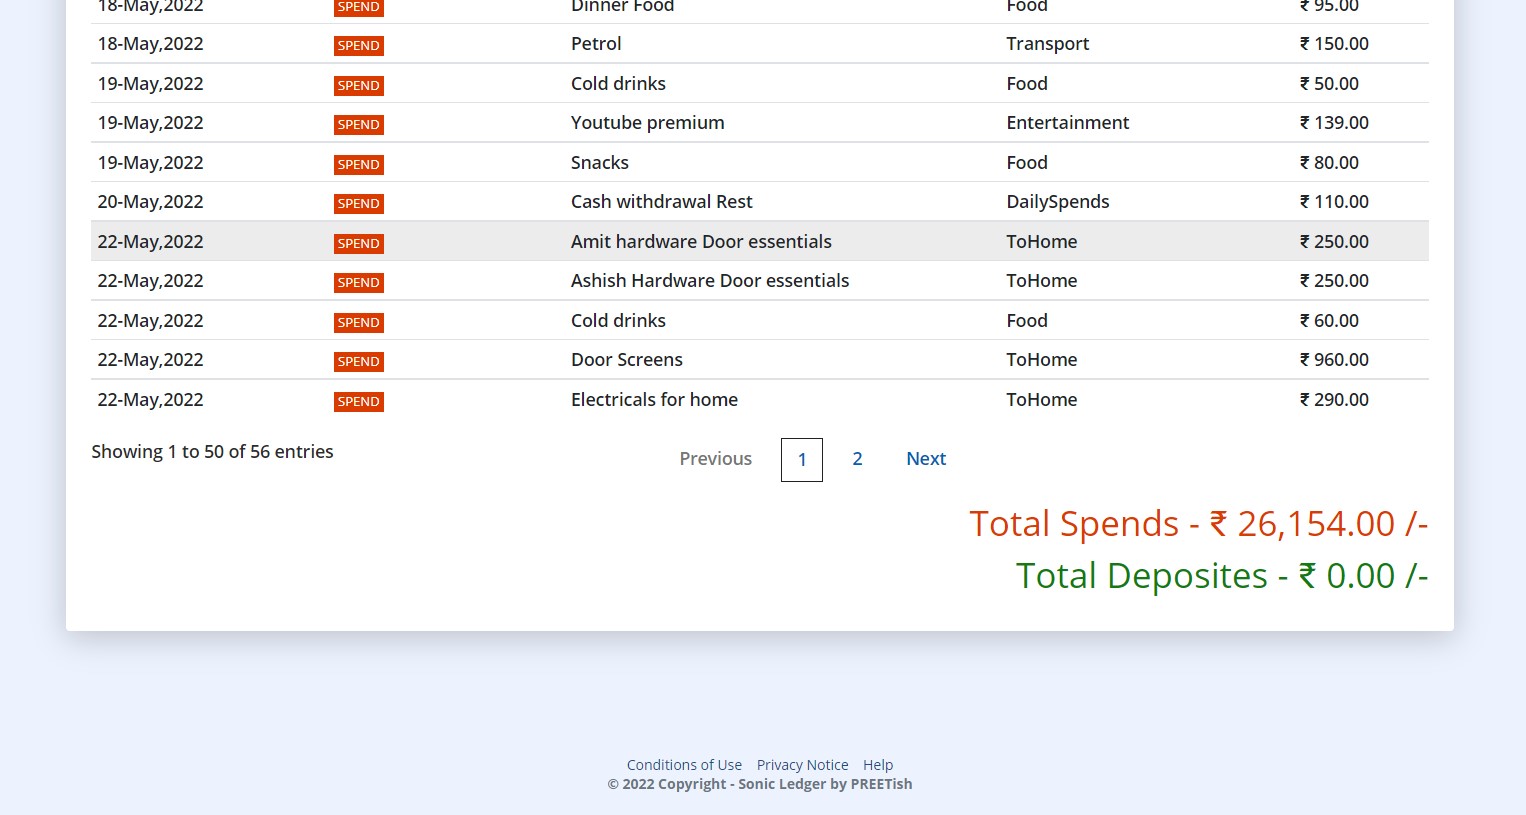 18-May,2022 SPEND Dinner Food Food ₹ 95.00
18-May,2022 SPEND Petrol Transport ₹ 150.00
19-May,2022 SPEND Cold drinks Food ₹ 50.00
19-May,2022 SPEND Youtube premium Entertainment ₹ 139.00
19-May,2022 SPEND Snacks Food ₹ 80.00
20-May,2022 SPEND Cash withdrawal Rest DailySpends ₹ 110.00
22-May,2022 SPEND Amit hardware Door essentials ToHome ₹ 250.00
22-May,2022 SPEND Ashish Hardware Door essentials ToHome ₹ 250.00
22-May,2022 SPEND Cold drinks Food ₹ 60.00
22-May,2022 SPEND Door Screens ToHome ₹ 960.00
22-May,2022 SPEND Electricals for home ToHome ₹ 290.00
Showing 1 to 50 of 56 entries
Previous 1 2 Next
Total Spends - ₹ 26,154.00 /-
Total Deposites - ₹ 0.00 /-
Conditions of Use Privacy Notice Help
© 2022 Copyright - Sonic Ledger by PREETish